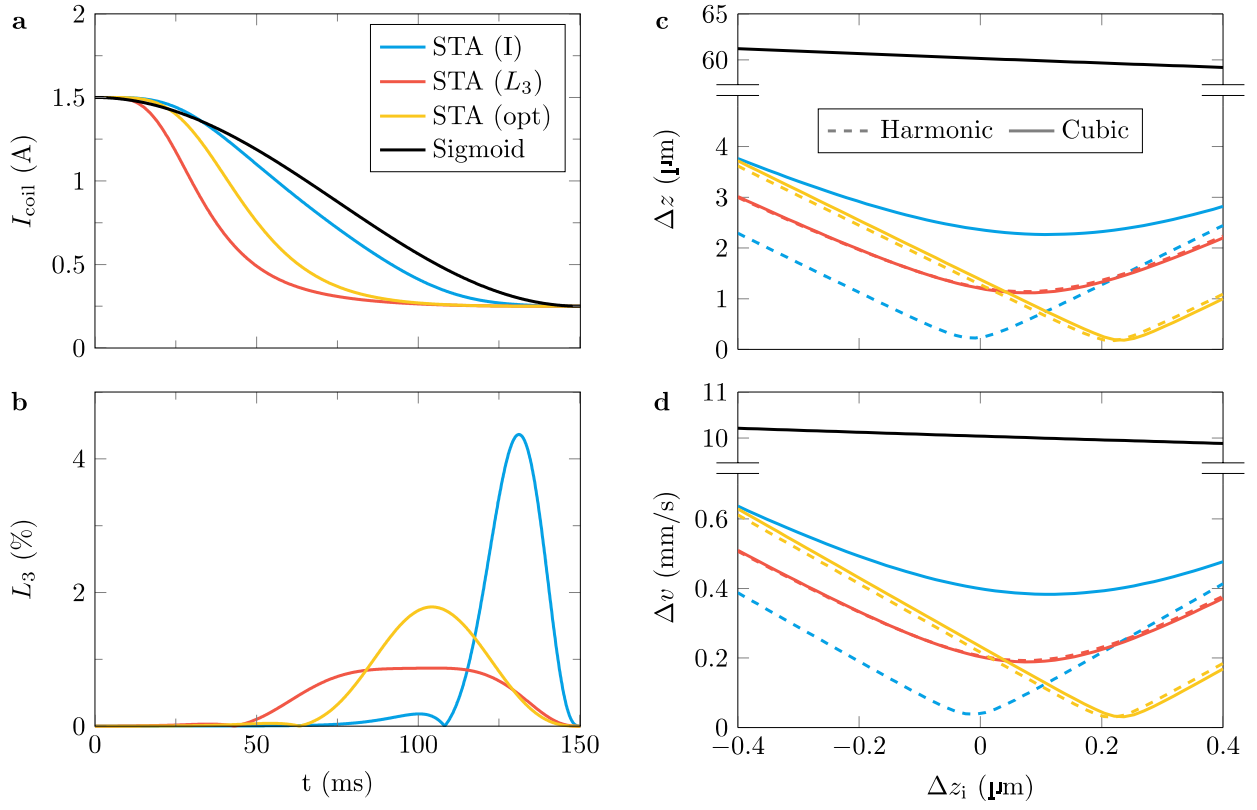 a
2
1.5
1
0.5
0
I_coil (A)
STA (I)
STA (L₃)
STA (opt)
Sigmoid
b
4
2
0
L₃ (%)
0
50
100
150
t (ms)
c
65
60
4
3
2
1
0
Δz (μm)
Harmonic
Cubic
d
11
10
0.6
0.4
0.2
0
Δv (mm/s)
−0.4
−0.2
0
0.2
0.4
Δz_i (μm)